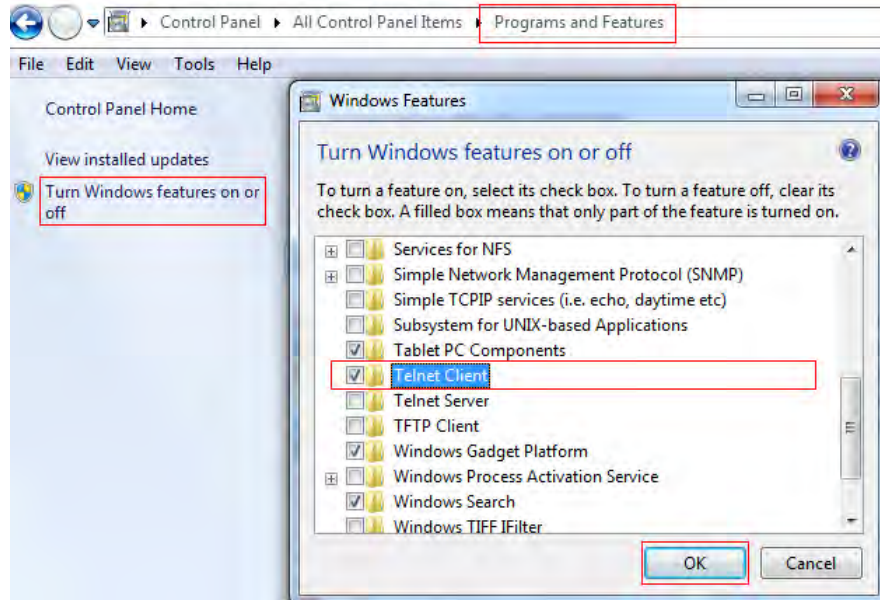 Control Panel ▸ All Control Panel Items ▸ Programs and Features
File Edit View Tools Help
Control Panel Home
View installed updates
Turn Windows features on or
off
Windows Features
Turn Windows features on or off
To turn a feature on, select its check box. To turn a feature off, clear its
check box. A filled box means that only part of the feature is turned on.
Services for NFS
Simple Network Management Protocol (SNMP)
Simple TCPIP services (i.e. echo, daytime etc)
Subsystem for UNIX-based Applications
Tablet PC Components
Telnet Client
Telnet Server
TFTP Client
Windows Gadget Platform
Windows Process Activation Service
Windows Search
Windows TIFF IFilter
OK Cancel